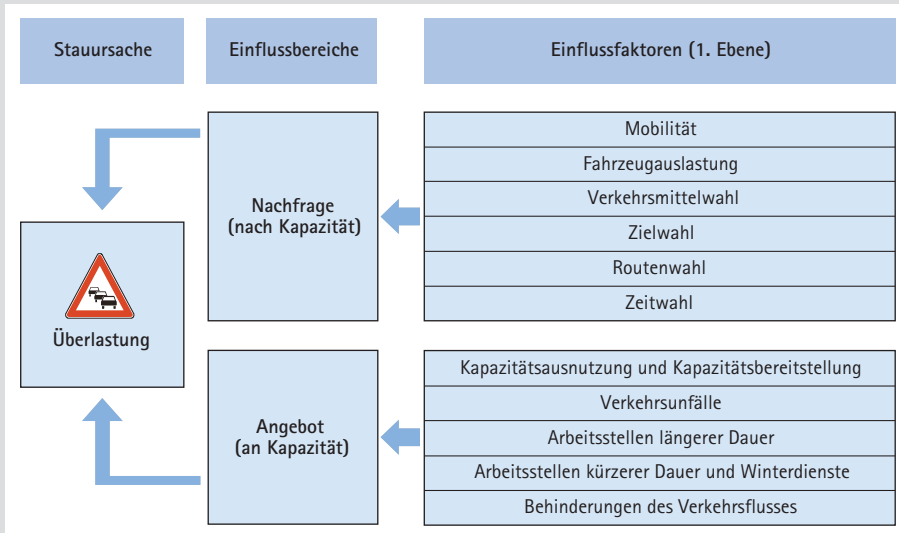 Stauursache
Einflussbereiche
Einflussfaktoren (1. Ebene)
Überlastung
Nachfrage
(nach Kapazität)
Mobilität
Fahrzeugauslastung
Verkehrsmittelwahl
Zielwahl
Routenwahl
Zeitwahl
Angebot
(an Kapazität)
Kapazitätsausnutzung und Kapazitätsbereitstellung
Verkehrsunfälle
Arbeitsstellen längerer Dauer
Arbeitsstellen kürzerer Dauer und Winterdienste
Behinderungen des Verkehrsflusses